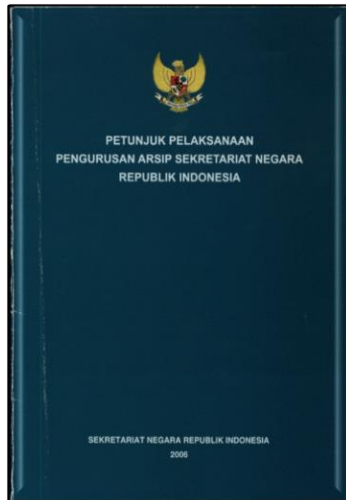 PETUNJUK PELAKSANAAN
PENGURUSAN ARSIP SEKRETARIAT NEGARA
REPUBLIK INDONESIA
SEKRETARIAT NEGARA REPUBLIK INDONESIA
2006